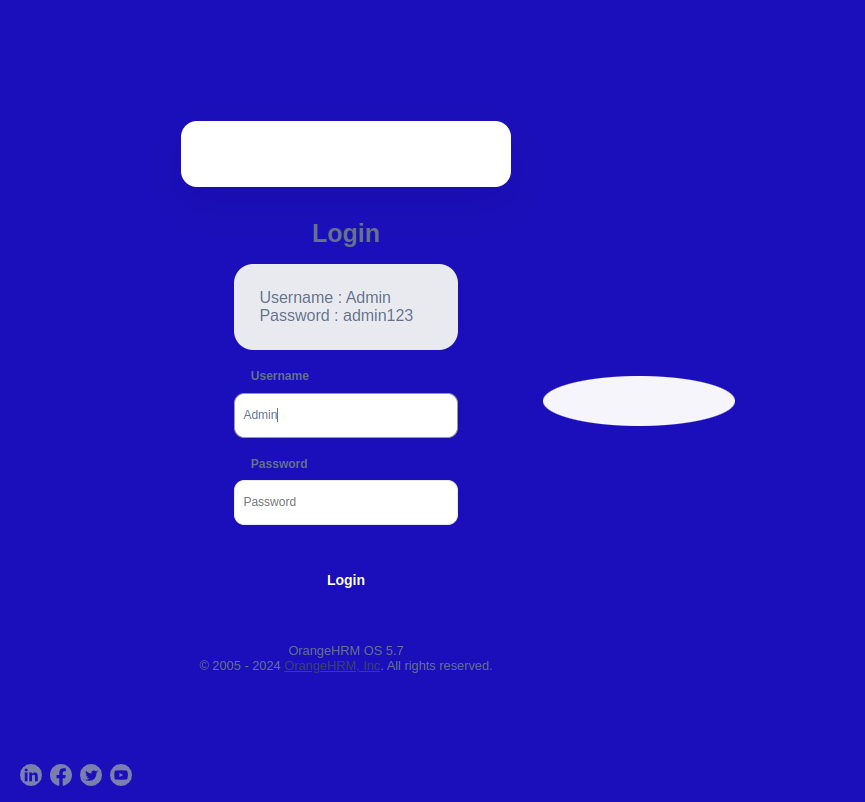 Login
Username : Admin
Password : admin123
Username
Admin
Password
Password
Login
OrangeHRM OS 5.7
© 2005 - 2024 OrangeHRM, Inc. All rights reserved.